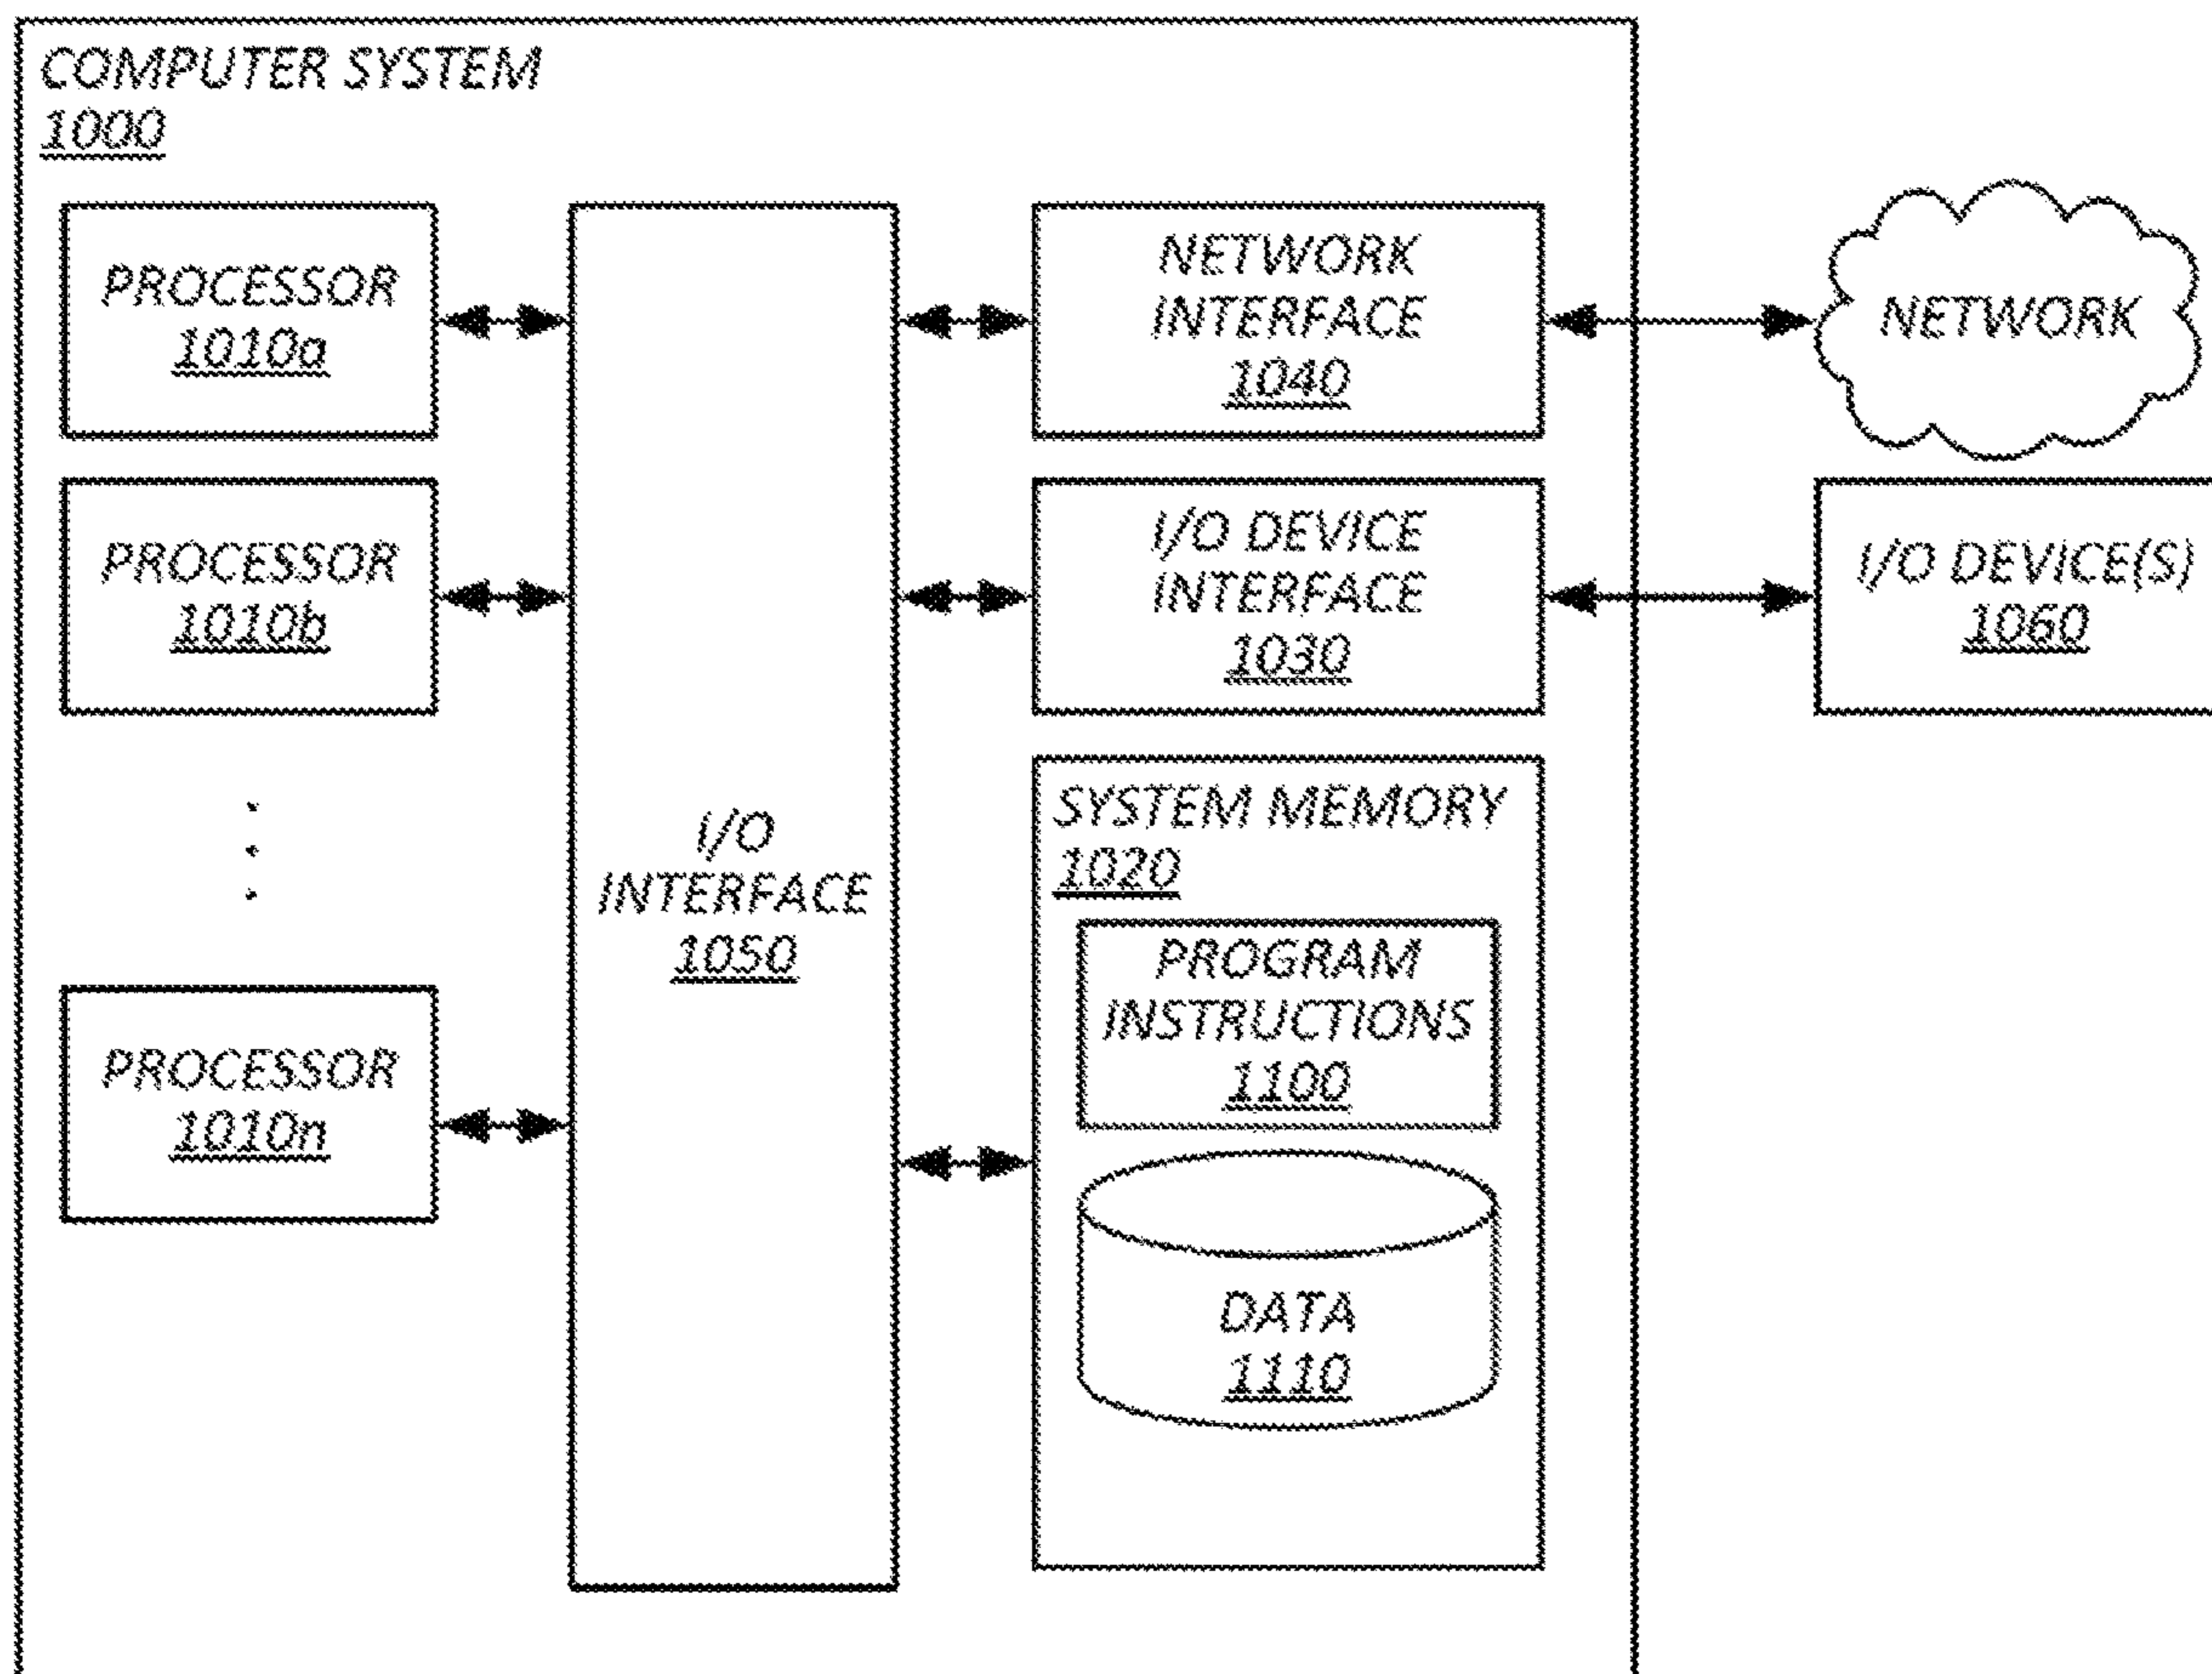 COMPUTER SYSTEM
1000
PROCESSOR
1010a
PROCESSOR
1010b
PROCESSOR
1010n
I/O
INTERFACE
1050
NETWORK
INTERFACE
1040
I/O DEVICE
INTERFACE
1030
SYSTEM MEMORY
1020
PROGRAM
INSTRUCTIONS
1100
DATA
1110
NETWORK
I/O DEVICE(S)
1060